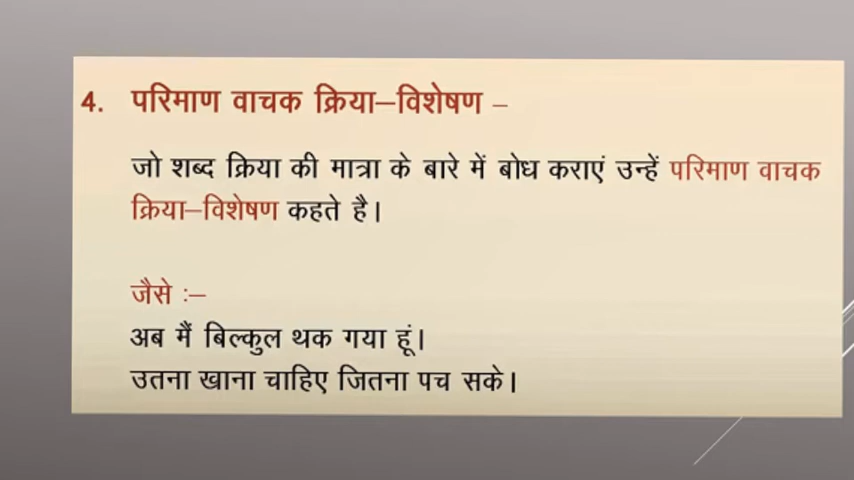 4. परिमाण वाचक क्रिया–विशेषण –
जो शब्द क्रिया की मात्रा के बारे में बोध कराएं उन्हें परिमाण वाचक
क्रिया–विशेषण कहते है।
जैसे :–
अब मैं बिल्कुल थक गया हूं।
उतना खाना चाहिए जितना पच सके।